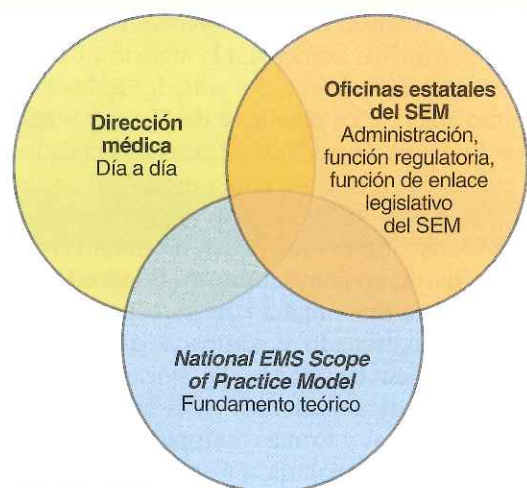 Dirección
médica
Día a día
Oficinas estatales
del SEM
Administración,
función regulatoria,
función de enlace
legislativo
del SEM
National EMS Scope
of Practice Model
Fundamento teórico